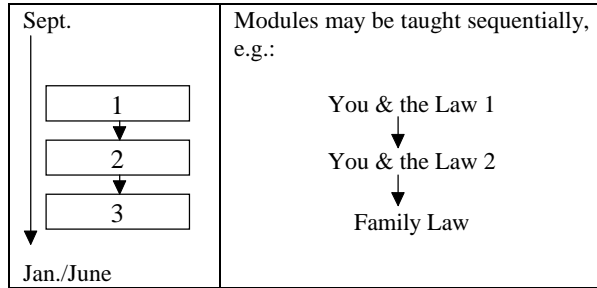 Sept.
1
2
3
Jan./June
Modules may be taught sequentially,
e.g.:
You & the Law 1
You & the Law 2
Family Law